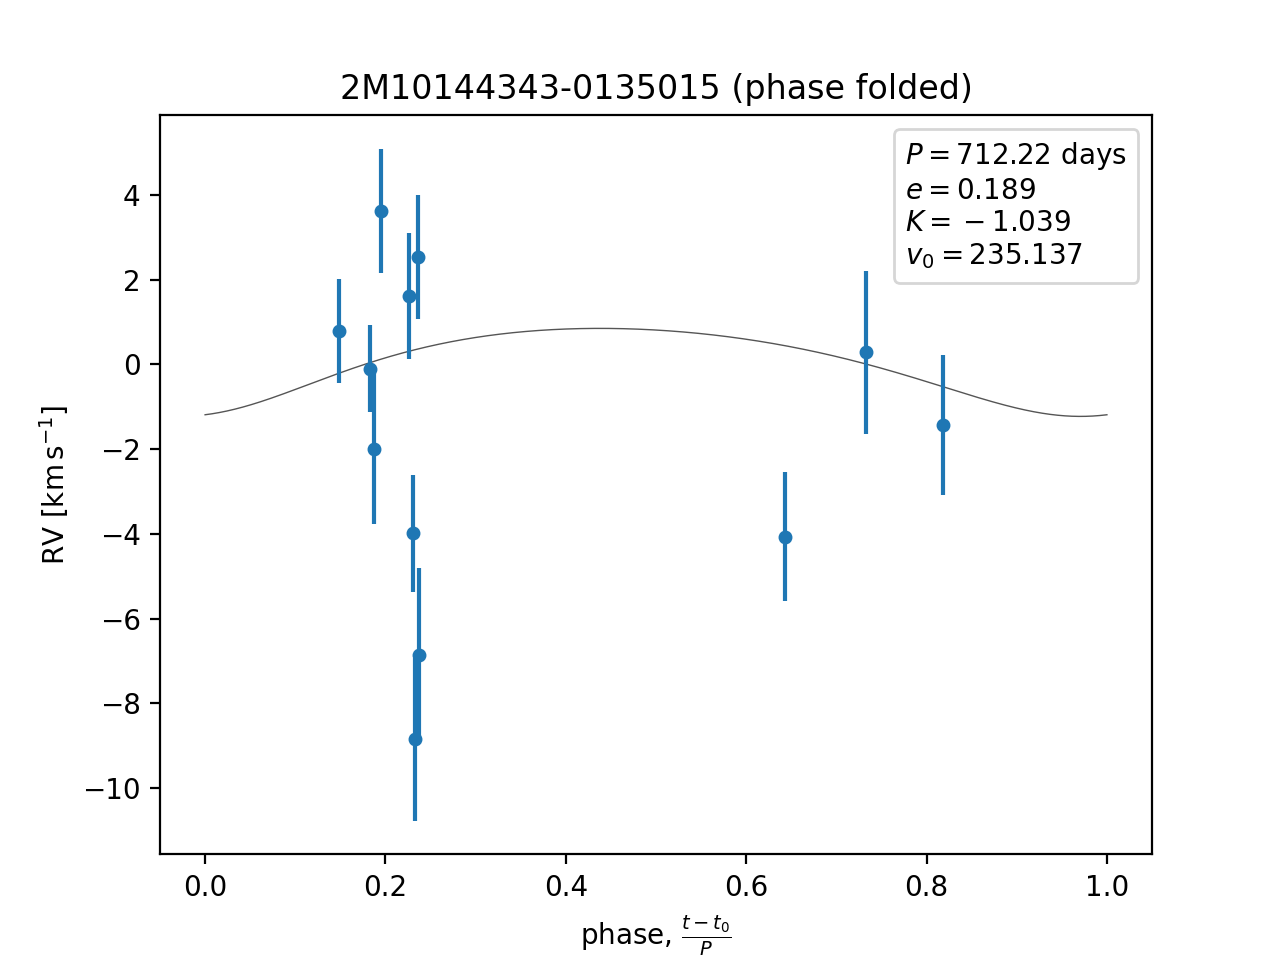 2M10144343-0135015 (phase folded)
P = 712.22 days
e = 0.189
K = −1.039
v₀ = 235.137
4
2
0
−2
−4
−6
−8
−10
RV [km s⁻¹]
0.0 0.2 0.4 0.6 0.8 1.0
phase, (t − t₀)/P